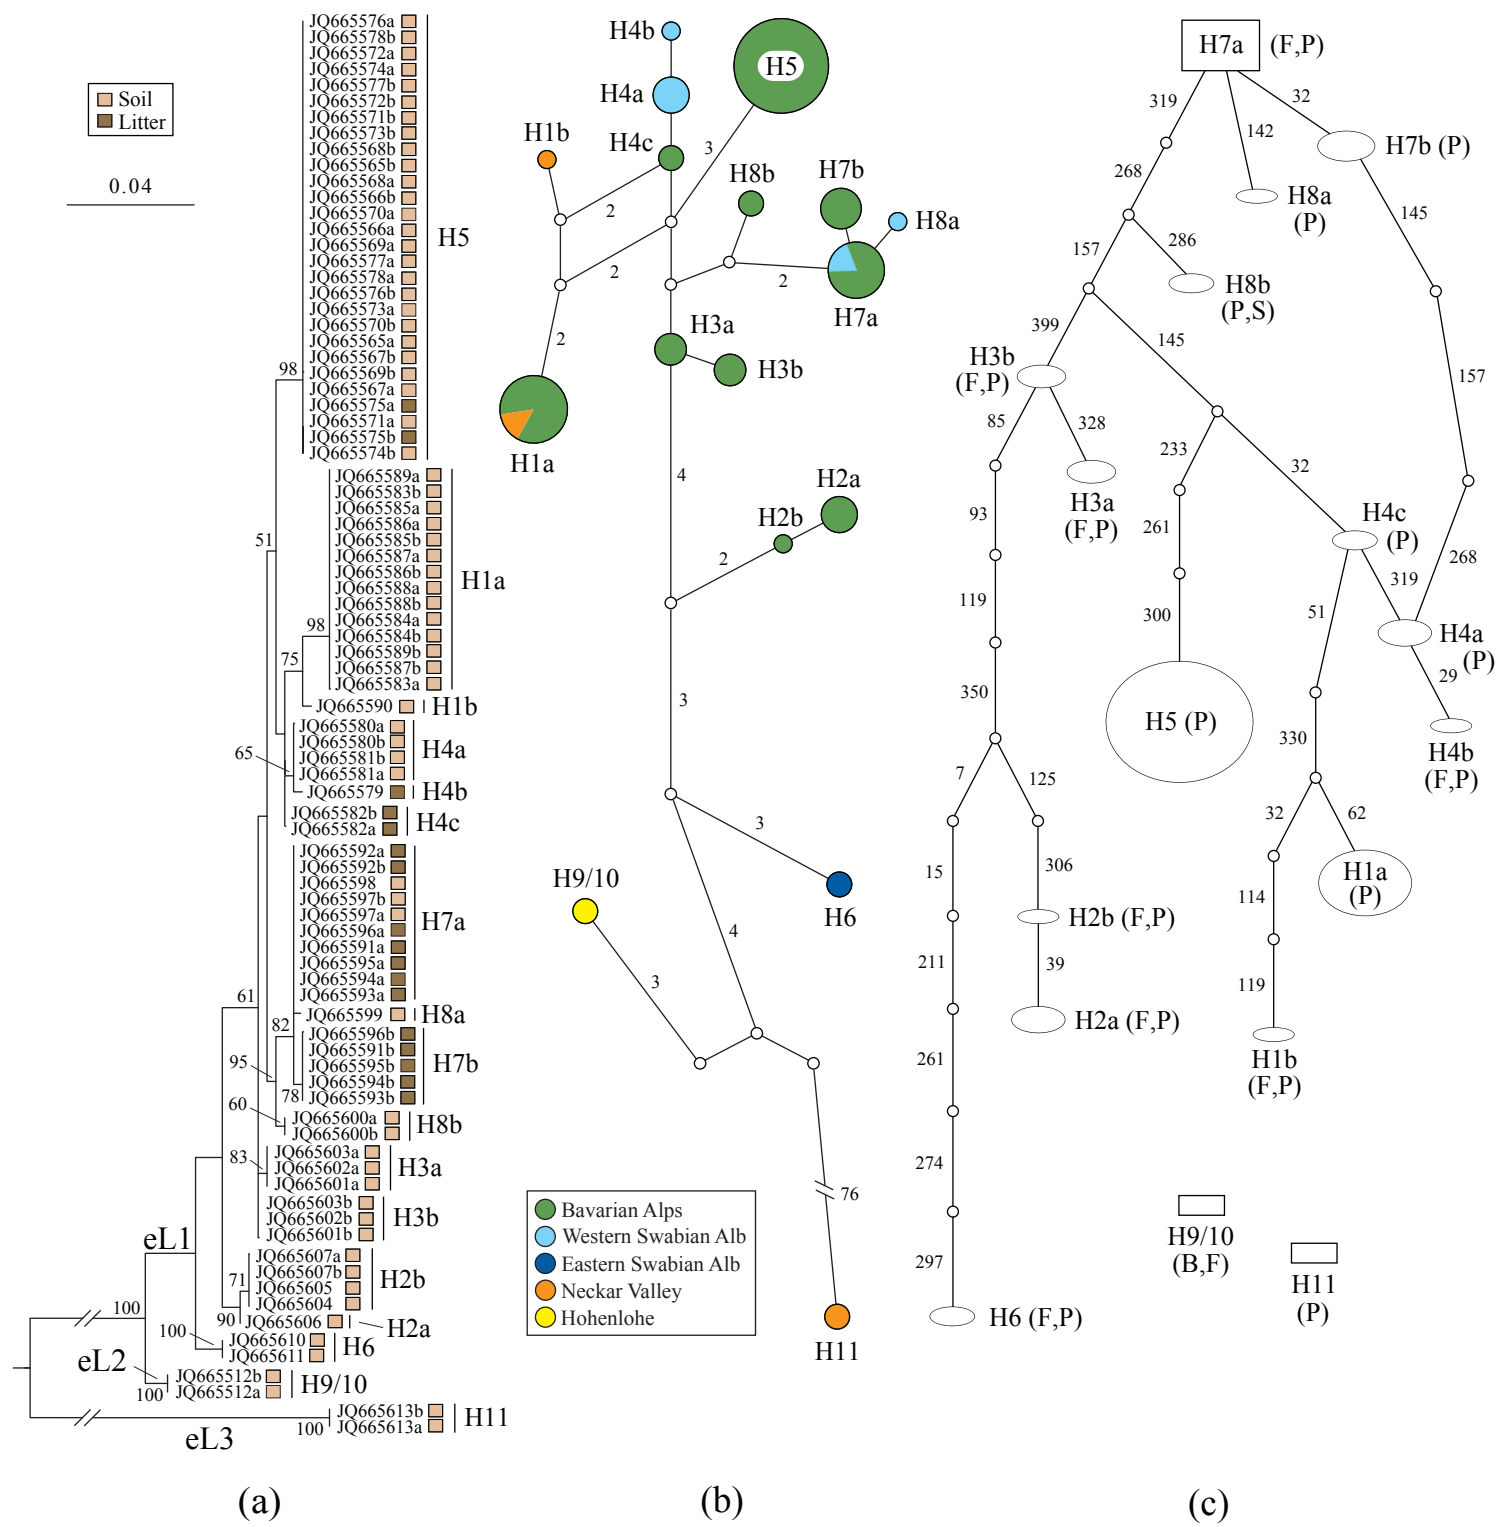 Soil
Litter
0.04
JQ665576a
JQ665578b
JQ665572a
JQ665574a
JQ665577b
JQ665572b
JQ665571b
JQ665573b
JQ665568b
JQ665565b
JQ665568a
JQ665566b
JQ665570a
JQ665566a
JQ665569a
JQ665577a
JQ665578a
JQ665576b
JQ665573a
JQ665570b
JQ665565a
JQ665567b
JQ665569b
JQ665567a
JQ665575a
JQ665571a
JQ665575b
JQ665574b
H5
98
51
JQ665589a
JQ665583b
JQ665585a
JQ665586a
JQ665585b
JQ665587a
JQ665586b
JQ665588a
JQ665588b
JQ665584a
JQ665584b
JQ665589b
JQ665587b
JQ665583a
H1a
98
75
JQ665590
H1b
JQ665580a
JQ665580b
JQ665581b
JQ665581a
H4a
65
JQ665579
H4b
JQ665582b
JQ665582a
H4c
JQ665592a
JQ665592b
JQ665598
JQ665597b
JQ665597a
JQ665596a
JQ665591a
JQ665595a
JQ665594a
JQ665593a
H7a
61
82
JQ665599
H8a
JQ665596b
JQ665591b
JQ665595b
JQ665594b
JQ665593b
H7b
95
78
60
JQ665600a
JQ665600b
H8b
83
JQ665603a
JQ665602a
JQ665601a
H3a
JQ665603b
JQ665602b
JQ665601b
H3b
eL1
JQ665607a
JQ665607b
JQ665605
JQ665604
H2b
71
90
JQ665606
H2a
100
100
JQ665610
JQ665611
H6
eL2
100
JQ665512b
JQ665512a
H9/10
JQ665613b
JQ665613a
H11
100
eL3
(a)
H4b
H5
H4a
H1b
H4c
3
H8b
H7b
H8a
2
2
2
H7a
H3a
2
H3b
H1a
4
H2a
H2b
2
3
3
H9/10
H6
4
3
76
Bavarian Alps
Western Swabian Alb
Eastern Swabian Alb
Neckar Valley
Hohenlohe
H11
(b)
H7a (F,P)
319
142
32
H7b (P)
268
H8a
(P)
145
157
286
H8b
(P,S)
399
145
H3b
(F,P)
157
85
328
233
32
H3a
(F,P)
93
261
H4c
(P)
268
319
119
300
51
H4a
(P)
350
29
H5 (P)
330
H4b
(F,P)
7
125
32
62
15
306
H1a
(P)
114
H2b (F,P)
211
39
119
H2a (F,P)
261
H1b
(F,P)
274
H9/10
(B,F)
297
H11
(P)
H6 (F,P)
(c)